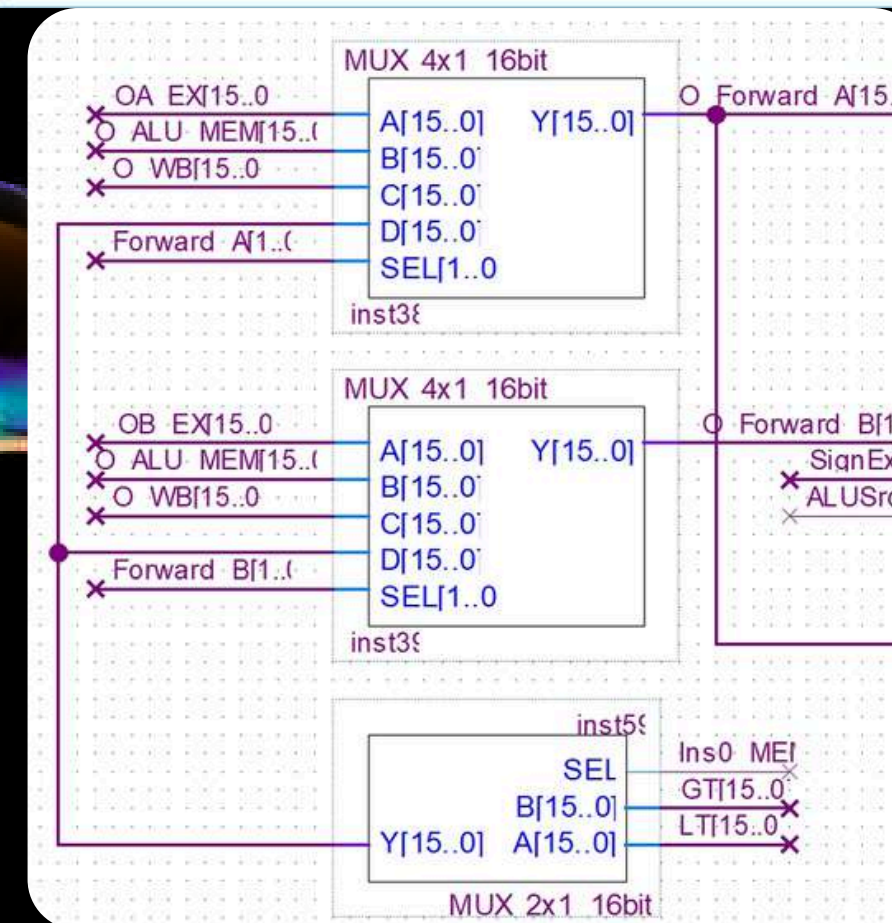 MUX 4x1 16bit
OA EX[15..0
O ALU MEM[15..(
O WB[15..0
Forward A[1..(
A[15..0]
B[15..0
C[15..0
D[15..0
SEL[1..0
Y[15..0]
O Forward A[15.
inst38
MUX 4x1 16bit
OB EX[15..0
O ALU MEM[15..(
O WB[15..0
Forward B[1..(
A[15..0]
B[15..0
C[15..0
D[15..0
SEL[1..0
Y[15..0]
O Forward B[1
SignEx
ALUSrc
inst39
inst59
SEL
B[15..0]
Y[15..0] A[15..0]
Ins0 MEM
GT[15..0
LT[15..0
MUX 2x1 16bit